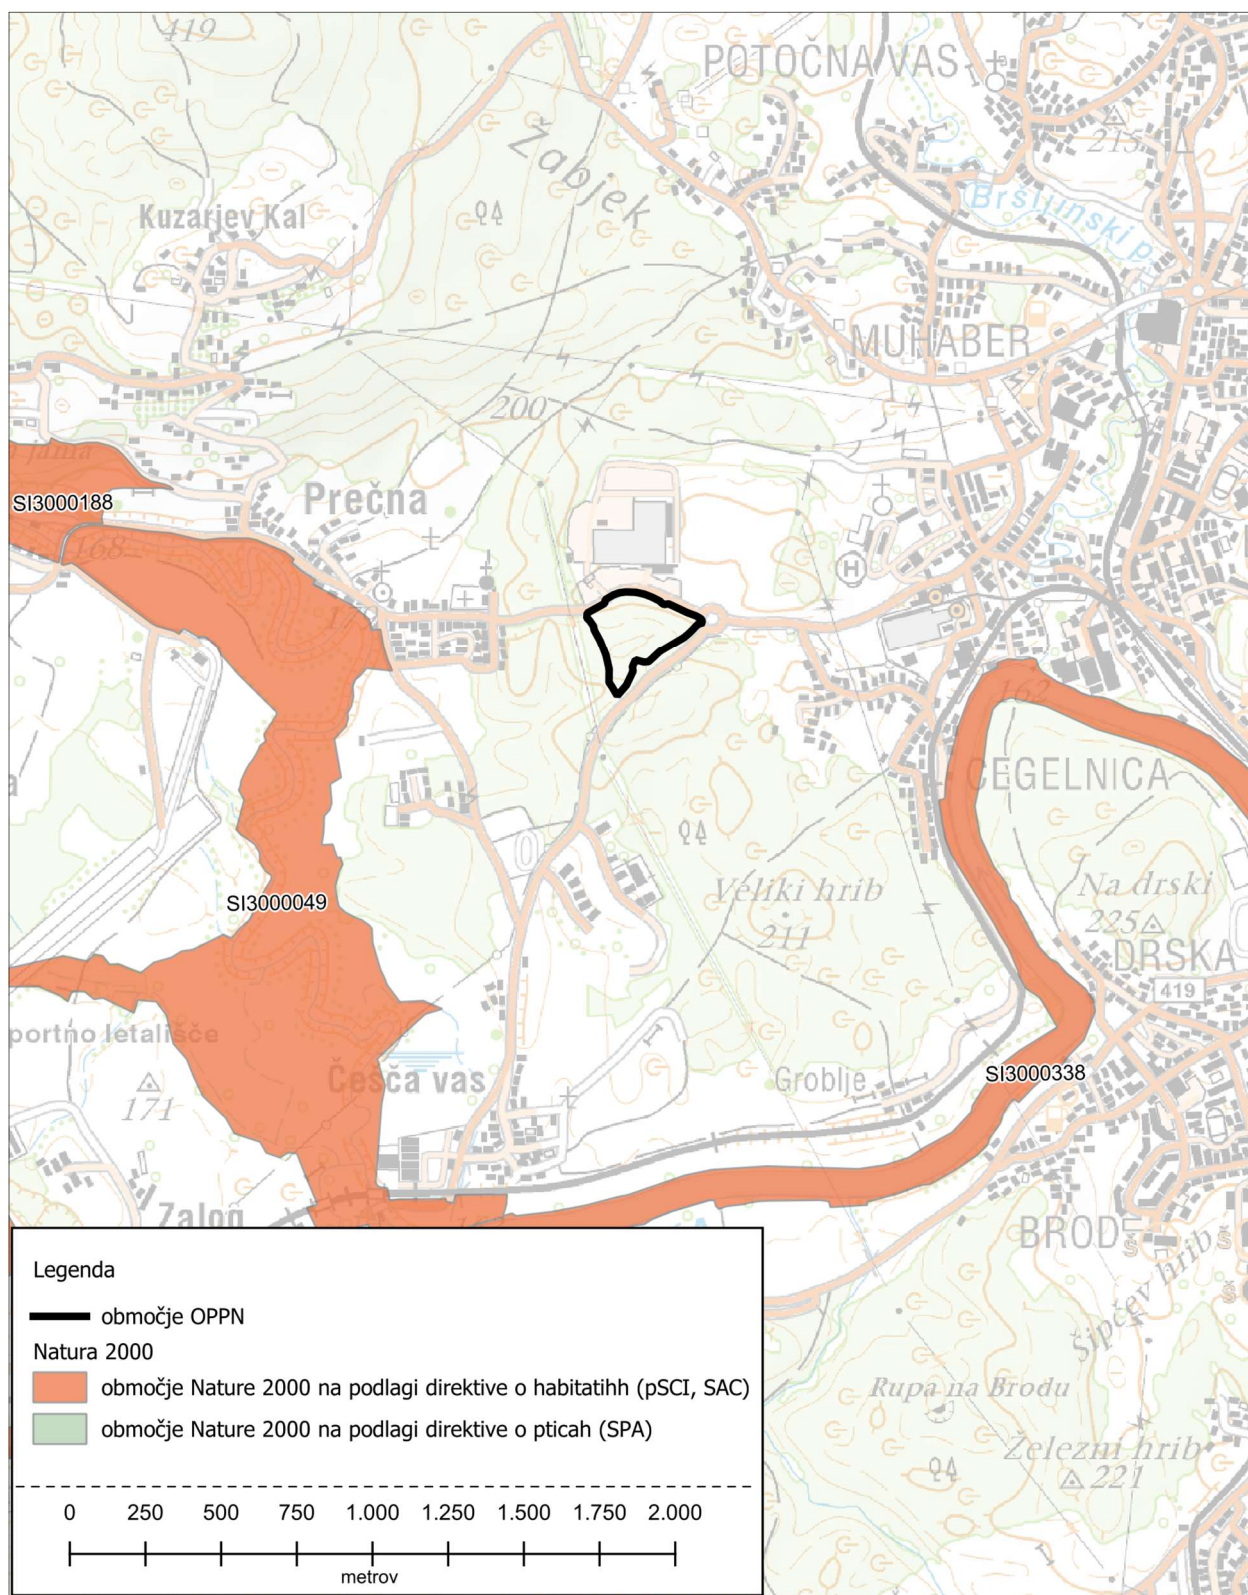 419
POTOČNA VAS
Žabjek
215
Kuzarjev Kal
Bršljinski p
MUHABER
200
jama
SI3000188
Prečna
168
H
17
162
CEGELNICA
0
Veliki hrib
211
Na drski
225
SI3000049
DRSKA
419
portno letališče
Češča vas
171
Groblje
SI3000338
Zalog
BROD
Šipčev hrib
Rupa na Brodu
Železni hrib
221
Legenda
območje OPPN
Natura 2000
območje Nature 2000 na podlagi direktive o habitatihh (pSCI, SAC)
območje Nature 2000 na podlagi direktive o pticah (SPA)
0 250 500 750 1.000 1.250 1.500 1.750 2.000
metrov